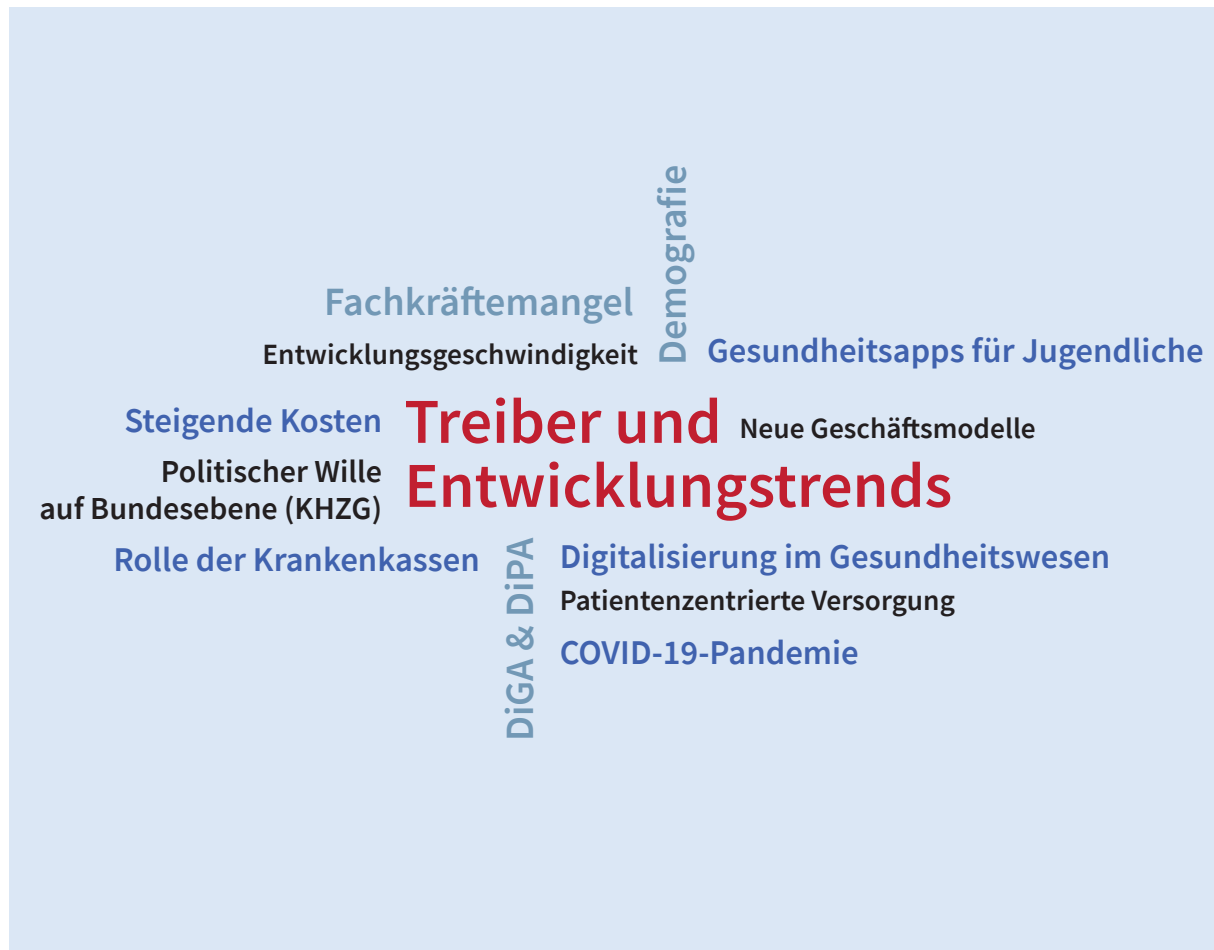 Demografie
Fachkräftemangel
Entwicklungsgeschwindigkeit
Gesundheitsapps für Jugendliche
Steigende Kosten
Treiber und
Neue Geschäftsmodelle
Politischer Wille
auf Bundesebene (KHZG)
Entwicklungstrends
Rolle der Krankenkassen
DiGA & DiPA
Digitalisierung im Gesundheitswesen
Patientenzentrierte Versorgung
COVID-19-Pandemie